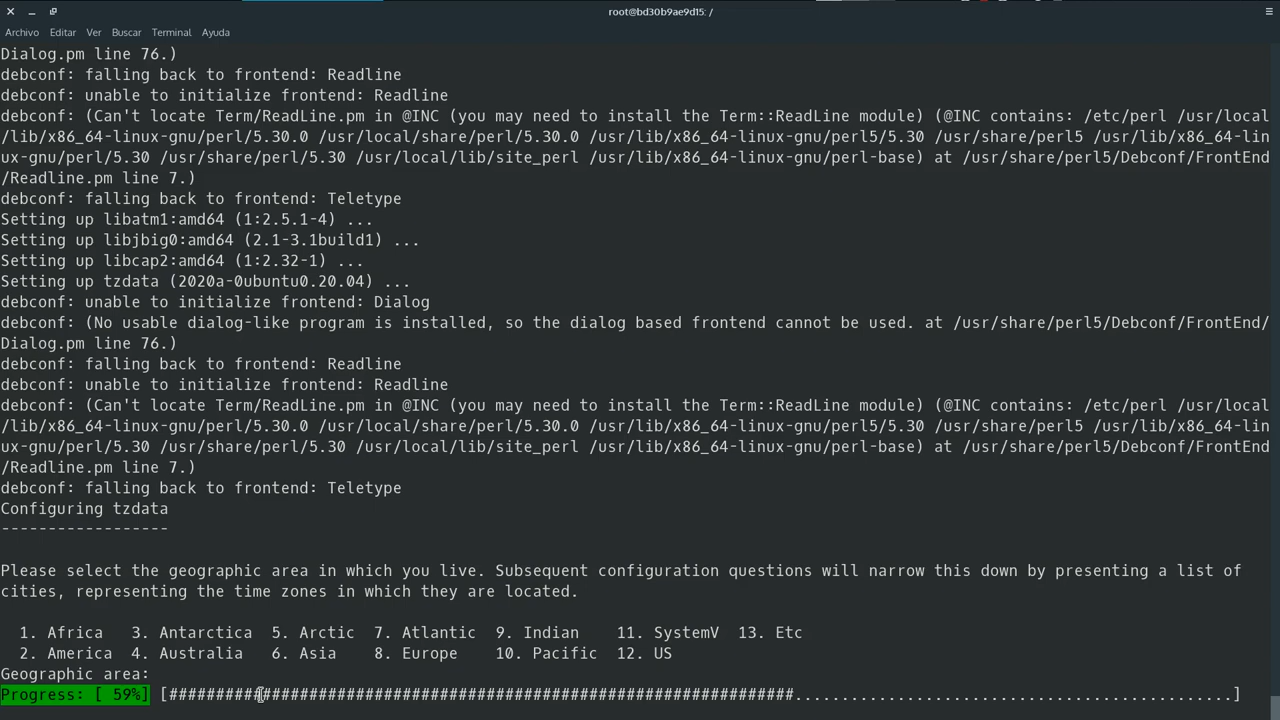 root@bd30b9ae9d15: /
Archivo Editar Ver Buscar Terminal Ayuda
Dialog.pm line 76.)
debconf: falling back to frontend: Readline
debconf: unable to initialize frontend: Readline
debconf: (Can't locate Term/ReadLine.pm in @INC (you may need to install the Term::ReadLine module) (@INC contains: /etc/perl /usr/local
/lib/x86_64-linux-gnu/perl/5.30.0 /usr/local/share/perl/5.30.0 /usr/lib/x86_64-linux-gnu/perl5/5.30 /usr/share/perl5 /usr/lib/x86_64-lin
ux-gnu/perl/5.30 /usr/share/perl/5.30 /usr/local/lib/site_perl /usr/lib/x86_64-linux-gnu/perl-base) at /usr/share/perl5/Debconf/FrontEnd
/Readline.pm line 7.)
debconf: falling back to frontend: Teletype
Setting up libatm1:amd64 (1:2.5.1-4) ...
Setting up libjbig0:amd64 (2.1-3.1build1) ...
Setting up libcap2:amd64 (1:2.32-1) ...
Setting up tzdata (2020a-0ubuntu0.20.04) ...
debconf: unable to initialize frontend: Dialog
debconf: (No usable dialog-like program is installed, so the dialog based frontend cannot be used. at /usr/share/perl5/Debconf/FrontEnd/
Dialog.pm line 76.)
debconf: falling back to frontend: Readline
debconf: unable to initialize frontend: Readline
debconf: (Can't locate Term/ReadLine.pm in @INC (you may need to install the Term::ReadLine module) (@INC contains: /etc/perl /usr/local
/lib/x86_64-linux-gnu/perl/5.30.0 /usr/local/share/perl/5.30.0 /usr/lib/x86_64-linux-gnu/perl5/5.30 /usr/share/perl5 /usr/lib/x86_64-lin
ux-gnu/perl/5.30 /usr/share/perl/5.30 /usr/local/lib/site_perl /usr/lib/x86_64-linux-gnu/perl-base) at /usr/share/perl5/Debconf/FrontEnd
/Readline.pm line 7.)
debconf: falling back to frontend: Teletype
Configuring tzdata
------------------
Please select the geographic area in which you live. Subsequent configuration questions will narrow this down by presenting a list of
cities, representing the time zones in which they are located.
1. Africa 3. Antarctica 5. Arctic 7. Atlantic 9. Indian 11. SystemV 13. Etc
2. America 4. Australia 6. Asia 8. Europe 10. Pacific 12. US
Geographic area:
Progress: [ 59%] [###################################################################...............................................]